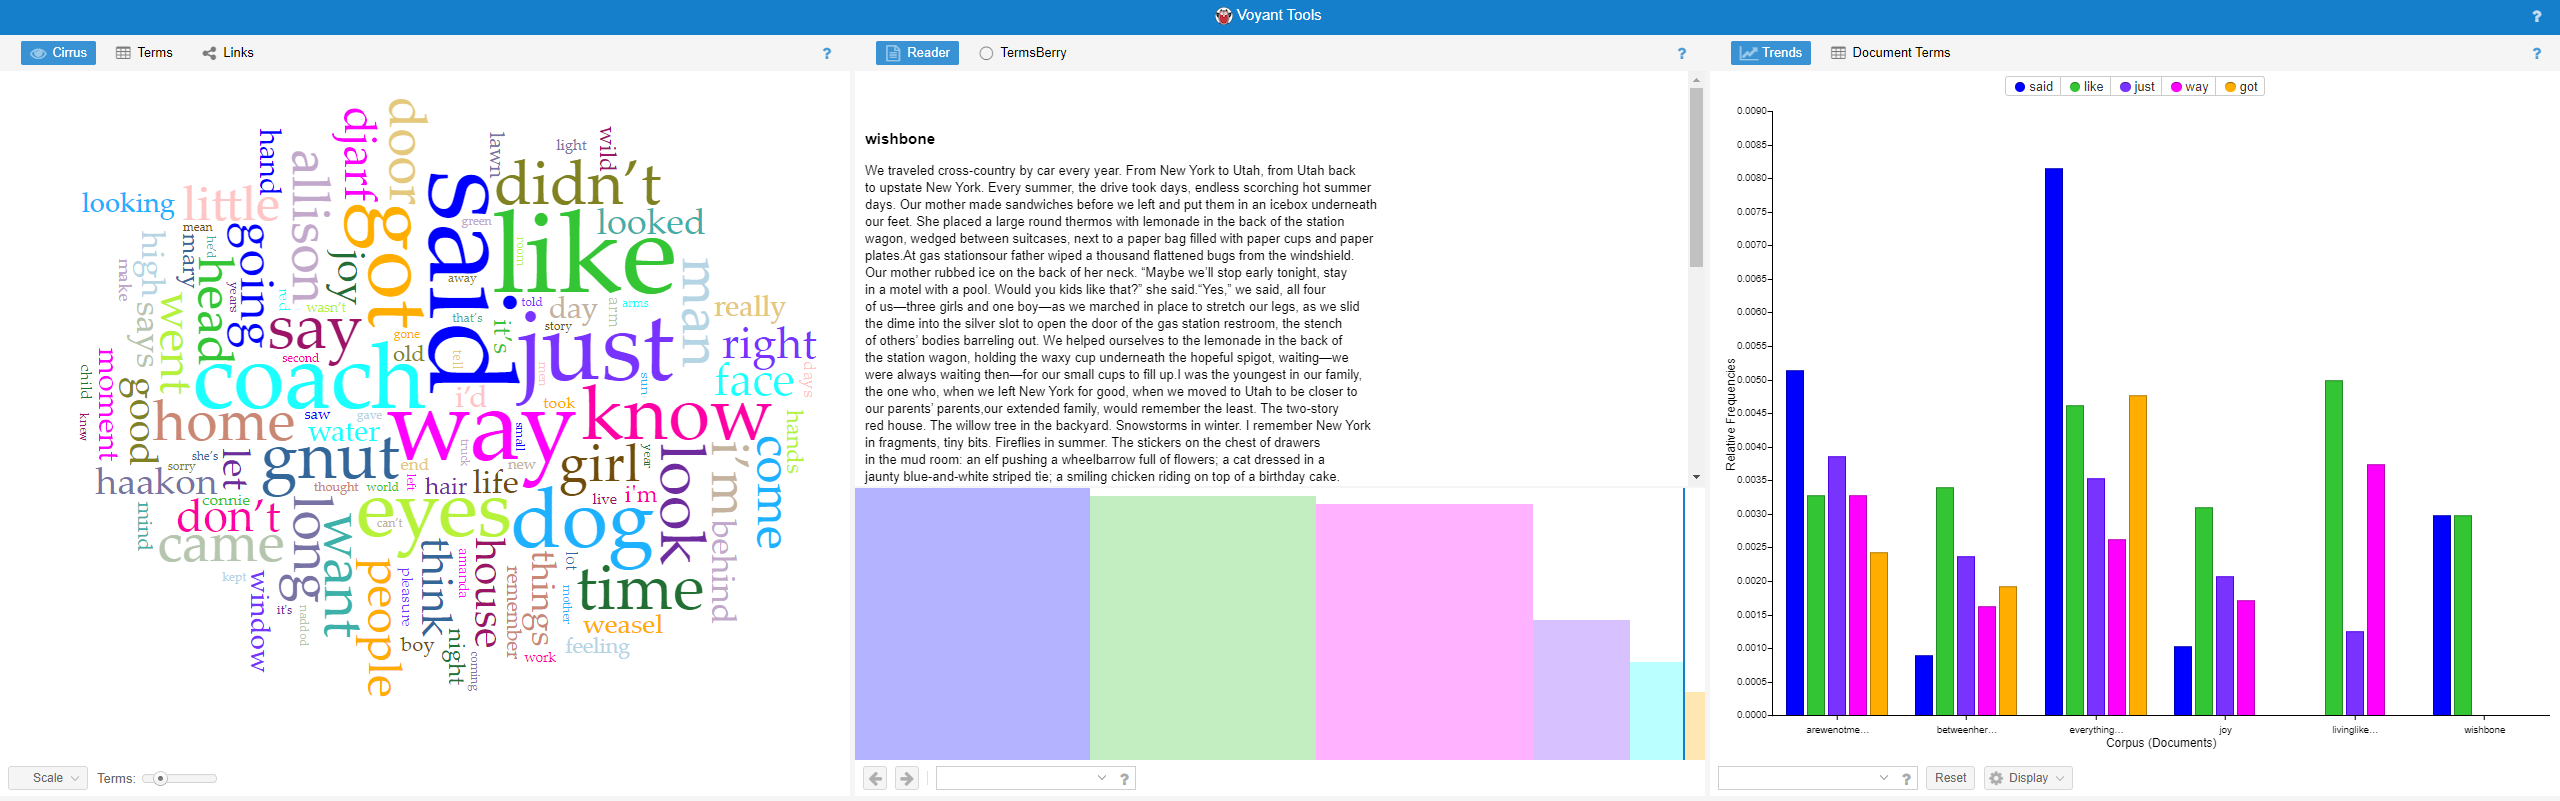 Voyant Tools
?
Cirrus
Terms
Links
?
Reader
TermsBerry
?
Trends
Document Terms
?
door
djarf
hand
allison
lawn
light
wild
didn’t
looking
little
said
like
looked
green
room
got
going
mean
mary
he'd
high
joy
head
make
says
went
years
red
wasn’t
away
told
day
arm
arms
man
really
right
say
that's
story
it’s
just
gone
old
second
tell
men
sun
face
days
moment
child
good
coach
i’d
took
knew
home
saw
gave
water
way
know
small
hands
come
she's
sorry
let
gnut
end
truck
new
girl
year
look
i’m
haakon
connie
thought
world
left
hair
life
live
i'm
mind
don’t
long
want
can't
eyes
dog
behind
came
people
think
amanda
house
lot
things
remember
time
kept
window
it's
naddod
pleasure
mother
weasel
boy
night
coming
work
feeling
Scale
Terms:
wishbone
We traveled cross-country by car every year. From New York to Utah, from Utah back
to upstate New York. Every summer, the drive took days, endless scorching hot summer
days. Our mother made sandwiches before we left and put them in an icebox underneath
our feet. She placed a large round thermos with lemonade in the back of the station
wagon, wedged between suitcases, next to a paper bag filled with paper cups and paper
plates.At gas stationsour father wiped a thousand flattened bugs from the windshield.
Our mother rubbed ice on the back of her neck. “Maybe we’ll stop early tonight, stay
in a motel with a pool. Would you kids like that?” she said.“Yes,” we said, all four
of us—three girls and one boy—as we marched in place to stretch our legs, as we slid
the dime into the silver slot to open the door of the gas station restroom, the stench
of others’ bodies barreling out. We helped ourselves to the lemonade in the back of
the station wagon, holding the waxy cup underneath the hopeful spigot, waiting—we
were always waiting then—for our small cups to fill up.I was the youngest in our family,
the one who, when we left New York for good, when we moved to Utah to be closer to
our parents’ parents,our extended family, would remember the least. The two-story
red house. The willow tree in the backyard. Snowstorms in winter. I remember New York
in fragments, tiny bits. Fireflies in summer. The stickers on the chest of drawers
in the mud room: an elf pushing a wheelbarrow full of flowers; a cat dressed in a
jaunty blue-and-white striped tie; a smiling chicken riding on top of a birthday cake.
?
said
like
just
way
got
0.0090
0.0085
0.0080
0.0075
0.0070
0.0065
0.0060
0.0055
0.0050
0.0045
0.0040
0.0035
0.0030
0.0025
0.0020
0.0015
0.0010
0.0005
0.0000
Relative Frequencies
arewenotme...
betweenher...
everything...
joy
livinglike...
wishbone
Corpus (Documents)
?
Reset
Display